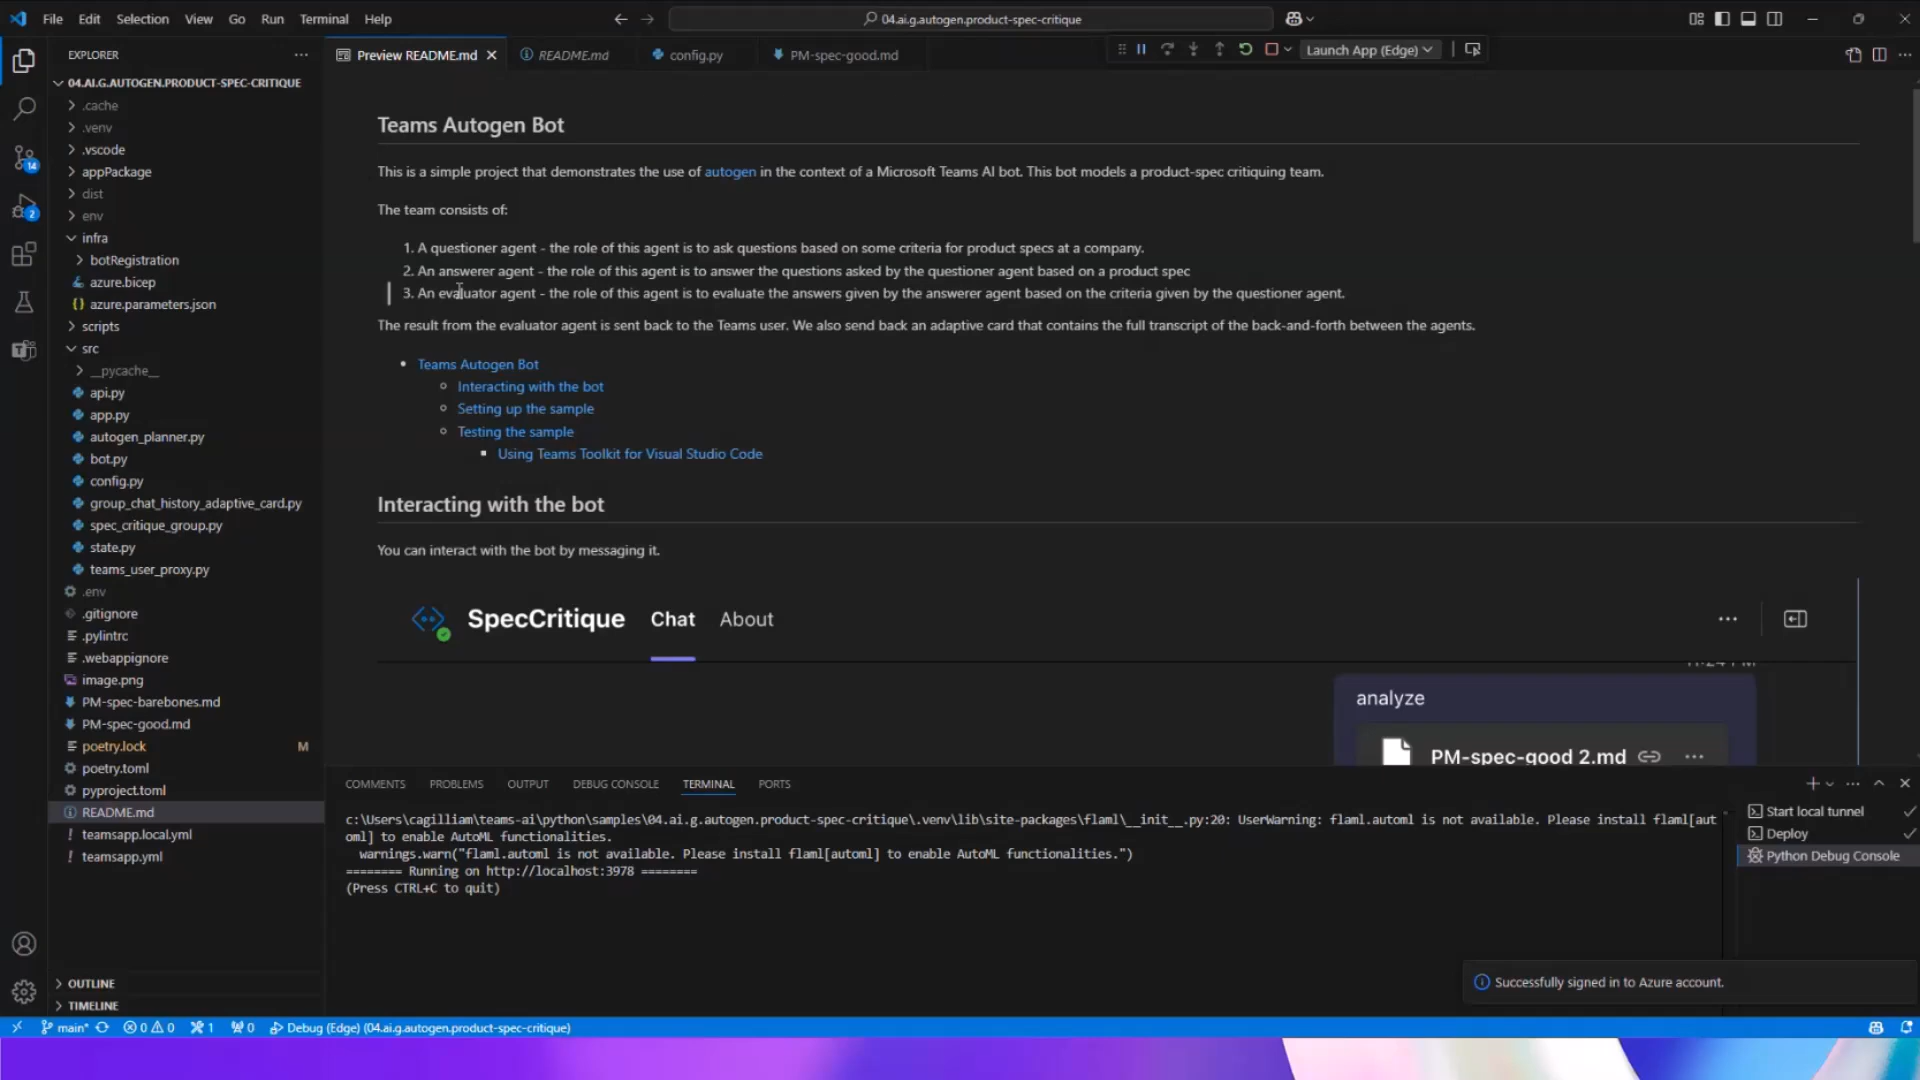 File Edit Selection View Go Run Terminal Help
04.ai.g.autogen.product-spec-critique
EXPLORER
Preview README.md
README.md
config.py
PM-spec-good.md
Launch App (Edge)
04.AI.G.AUTOGEN.PRODUCT-SPEC-CRITIQUE
.cache
.venv
.vscode
appPackage
dist
env
infra
botRegistration
azure.bicep
azure.parameters.json
scripts
src
__pycache__
api.py
app.py
autogen_planner.py
bot.py
config.py
group_chat_history_adaptive_card.py
spec_critique_group.py
state.py
teams_user_proxy.py
.env
.gitignore
.pylintrc
.webappignore
image.png
PM-spec-barebones.md
PM-spec-good.md
poetry.lock M
poetry.toml
pyproject.toml
README.md
teamsapp.local.yml
teamsapp.yml
OUTLINE
TIMELINE
14
2
Teams Autogen Bot
This is a simple project that demonstrates the use of autogen in the context of a Microsoft Teams AI bot. This bot models a product-spec critiquing team.
The team consists of:
1. A questioner agent - the role of this agent is to ask questions based on some criteria for product specs at a company.
2. An answerer agent - the role of this agent is to answer the questions asked by the questioner agent based on a product spec
3. An evaluator agent - the role of this agent is to evaluate the answers given by the answerer agent based on the criteria given by the questioner agent.
The result from the evaluator agent is sent back to the Teams user. We also send back an adaptive card that contains the full transcript of the back-and-forth between the agents.
Teams Autogen Bot
Interacting with the bot
Setting up the sample
Testing the sample
Using Teams Toolkit for Visual Studio Code
Interacting with the bot
You can interact with the bot by messaging it.
SpecCritique Chat About
analyze
PM-spec-good 2.md
COMMENTS PROBLEMS OUTPUT DEBUG CONSOLE TERMINAL PORTS
c:\Users\cagilliam\teams-ai\python\samples\04.ai.g.autogen.product-spec-critique\.venv\lib\site-packages\flaml\__init__.py:20: UserWarning: flaml.automl is not available. Please install flaml[aut
oml] to enable AutoML functionalities.
warnings.warn("flaml.automl is not available. Please install flaml[automl] to enable AutoML functionalities.")
======== Running on http://localhost:3978 ========
(Press CTRL+C to quit)
Start local tunnel
Deploy
Python Debug Console
Successfully signed in to Azure account.
main* 0 0 1 0 Debug (Edge) (04.ai.g.autogen.product-spec-critique)